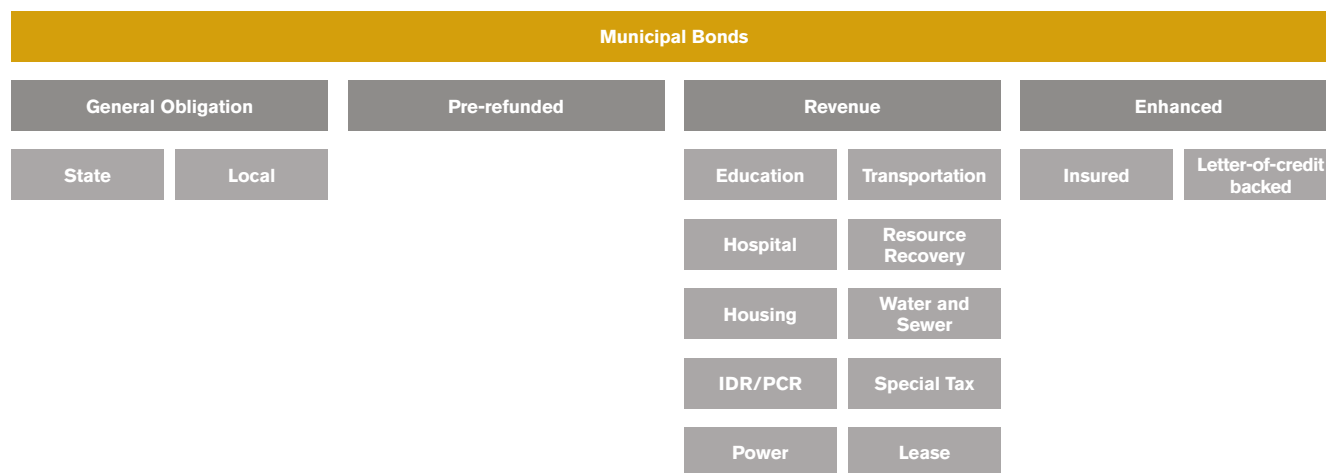 Municipal Bonds
General Obligation
Pre-refunded
Revenue
Enhanced
State
Local
Education
Transportation
Insured
Letter-of-credit
backed
Hospital
Resource
Recovery
Housing
Water and
Sewer
IDR/PCR
Special Tax
Power
Lease